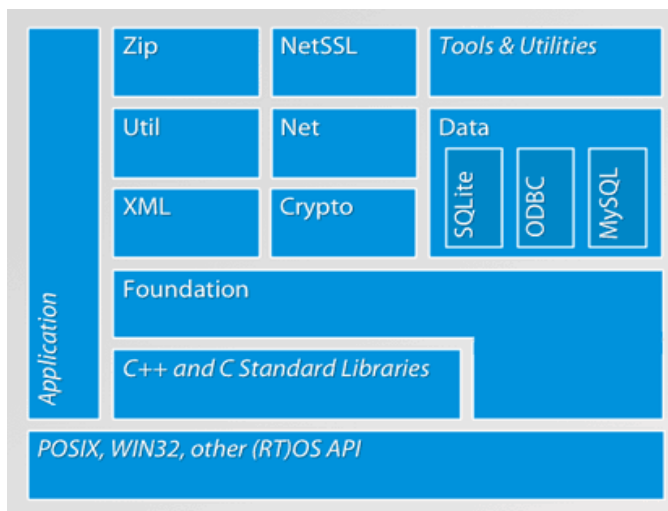 Zip
NetSSL
Tools & Utilities
Util
Net
Data
SQLite
ODBC
MySQL
XML
Crypto
Foundation
Application
C++ and C Standard Libraries
POSIX, WIN32, other (RT)OS API